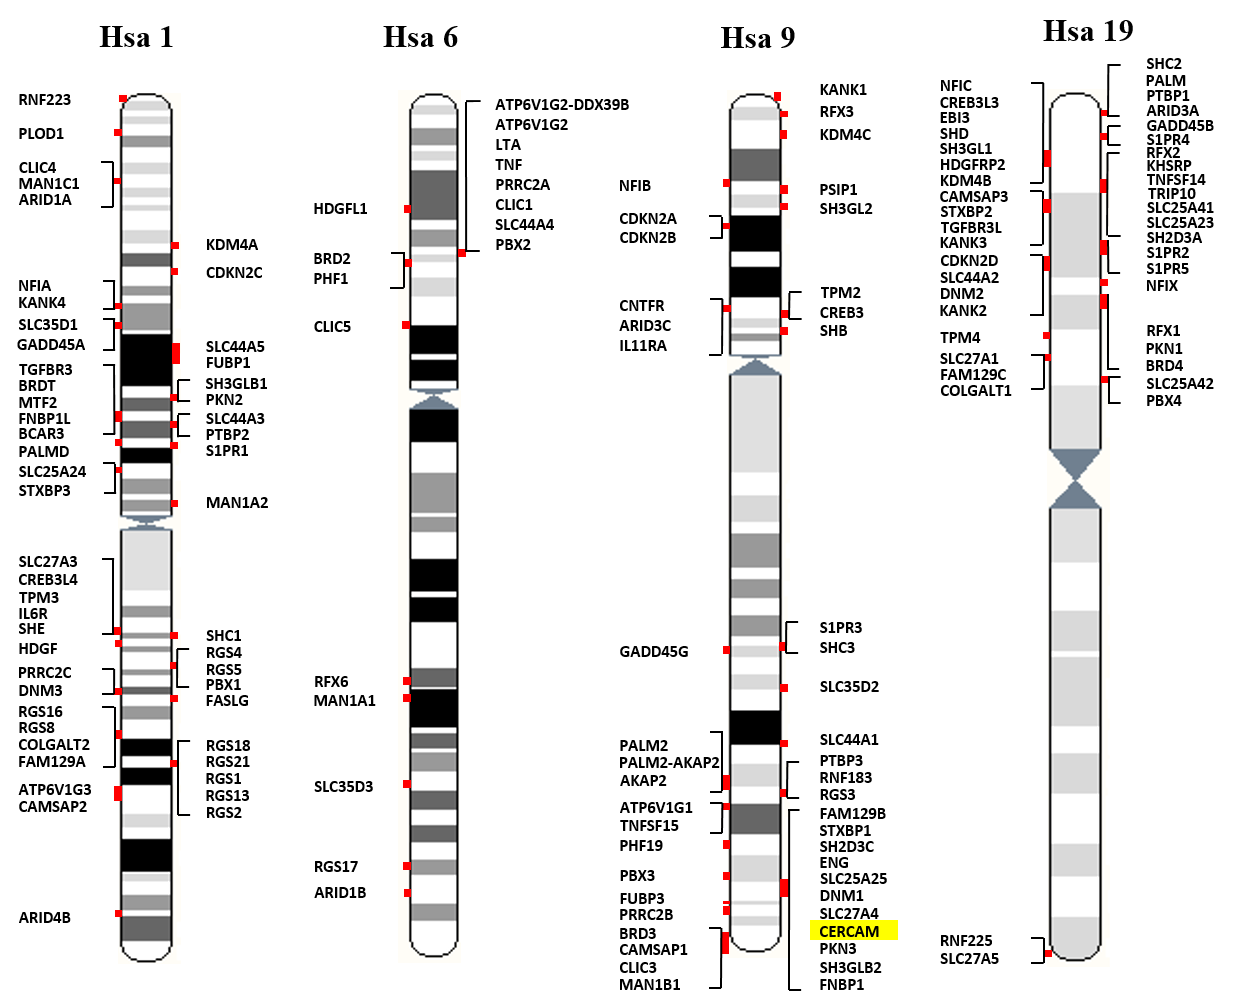 Hsa 1
RNF223
PLOD1
CLIC4
MAN1C1
ARID1A
NFIA
KANK4
SLC35D1
GADD45A
TGFBR3
BRDT
MTF2
FNBP1L
BCAR3
PALMD
SLC25A24
STXBP3
SLC27A3
CREB3L4
TPM3
IL6R
SHE
HDGF
PRRC2C
DNM3
RGS16
RGS8
COLGALT2
FAM129A
ATP6V1G3
CAMSAP2
ARID4B
KDM4A
CDKN2C
SLC44A5
FUBP1
SH3GLB1
PKN2
SLC44A3
PTBP2
S1PR1
MAN1A2
SHC1
RGS4
RGS5
PBX1
FASLG
RGS18
RGS21
RGS1
RGS13
RGS2
Hsa 6
HDGFL1
BRD2
PHF1
CLIC5
RFX6
MAN1A1
SLC35D3
RGS17
ARID1B
ATP6V1G2-DDX39B
ATP6V1G2
LTA
TNF
PRRC2A
CLIC1
SLC44A4
PBX2
Hsa 9
NFIB
CDKN2A
CDKN2B
CNTFR
ARID3C
IL11RA
GADD45G
PALM2
PALM2-AKAP2
AKAP2
ATP6V1G1
TNFSF15
PHF19
PBX3
FUBP3
PRRC2B
BRD3
CAMSAP1
CLIC3
MAN1B1
KANK1
RFX3
KDM4C
PSIP1
SH3GL2
TPM2
CREB3
SHB
S1PR3
SHC3
SLC35D2
SLC44A1
PTBP3
RNF183
RGS3
FAM129B
STXBP1
SH2D3C
ENG
SLC25A25
DNM1
SLC27A4
CERCAM
PKN3
SH3GLB2
FNBP1
Hsa 19
NFIC
CREB3L3
EBI3
SHD
SH3GL1
HDGFRP2
KDM4B
CAMSAP3
STXBP2
TGFBR3L
KANK3
CDKN2D
SLC44A2
DNM2
KANK2
TPM4
SLC27A1
FAM129C
COLGALT1
RNF225
SLC27A5
SHC2
PALM
PTBP1
ARID3A
GADD45B
S1PR4
RFX2
KHSRP
TNFSF14
TRIP10
SLC25A41
SLC25A23
SH2D3A
S1PR2
S1PR5
NFIX
RFX1
PKN1
BRD4
SLC25A42
PBX4